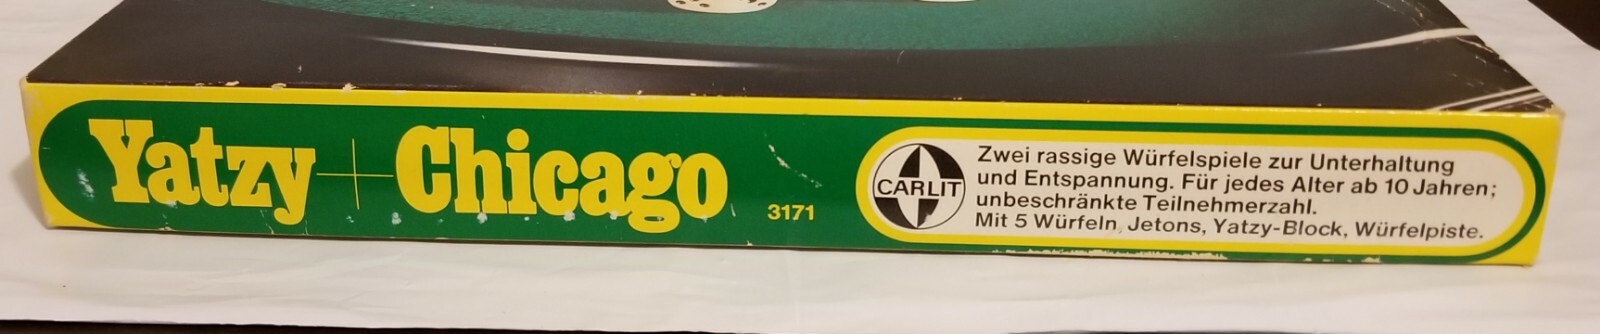 Yatzy + Chicago
3171
CARLIT
Zwei rassige Würfelspiele zur Unterhaltung
und Entspannung. Für jedes Alter ab 10 Jahren;
unbeschränkte Teilnehmerzahl.
Mit 5 Würfeln, Jetons, Yatzy-Block, Würfelpiste.